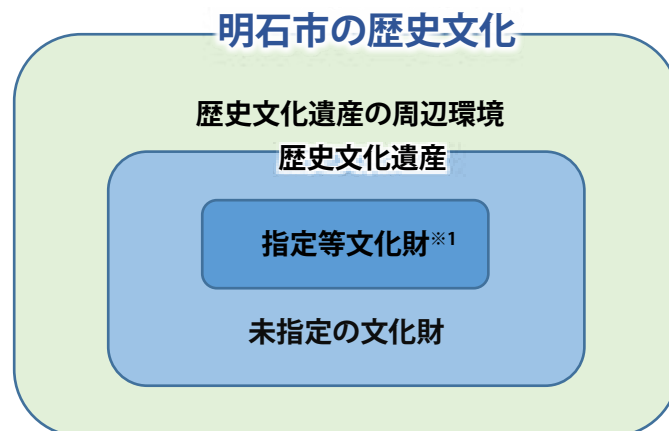 明石市の歴史文化
歴史文化遺産の周辺環境
歴史文化遺産
指定等文化財※1
未指定の文化財